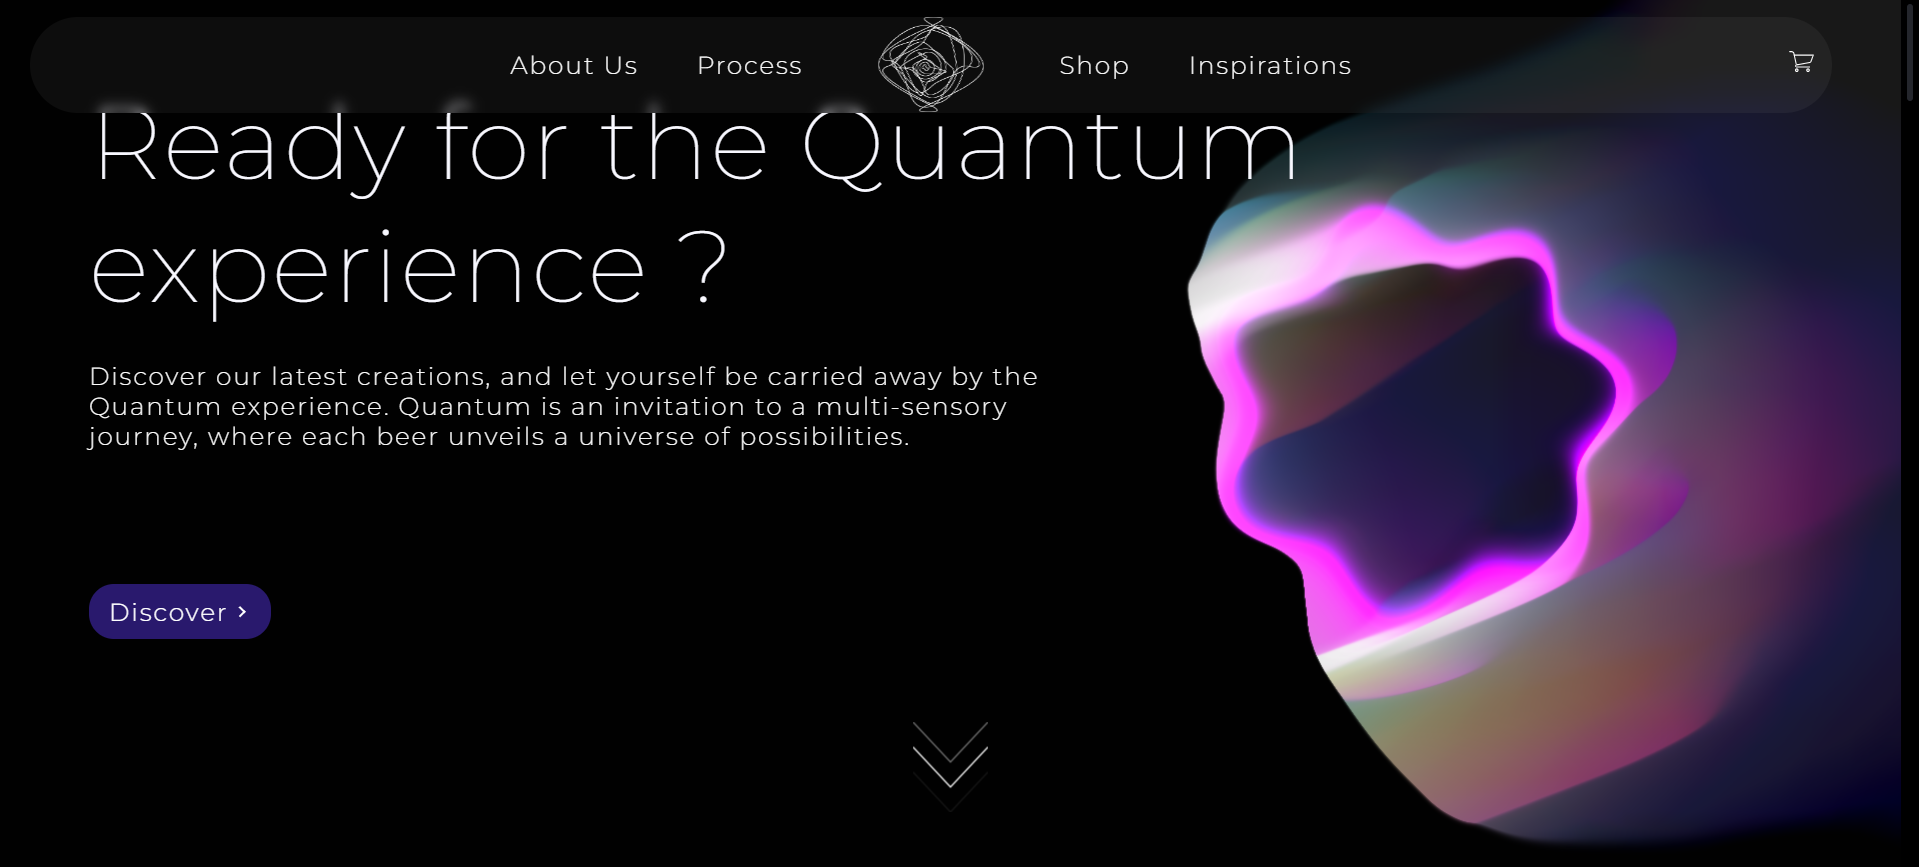 About Us Process Shop Inspirations
Ready for the Quantum
experience ?
Discover our latest creations, and let yourself be carried away by the
Quantum experience. Quantum is an invitation to a multi-sensory
journey, where each beer unveils a universe of possibilities.
Discover